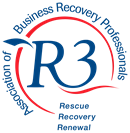 Association of Business Recovery Professionals
R3
Rescue
Recovery
Renewal